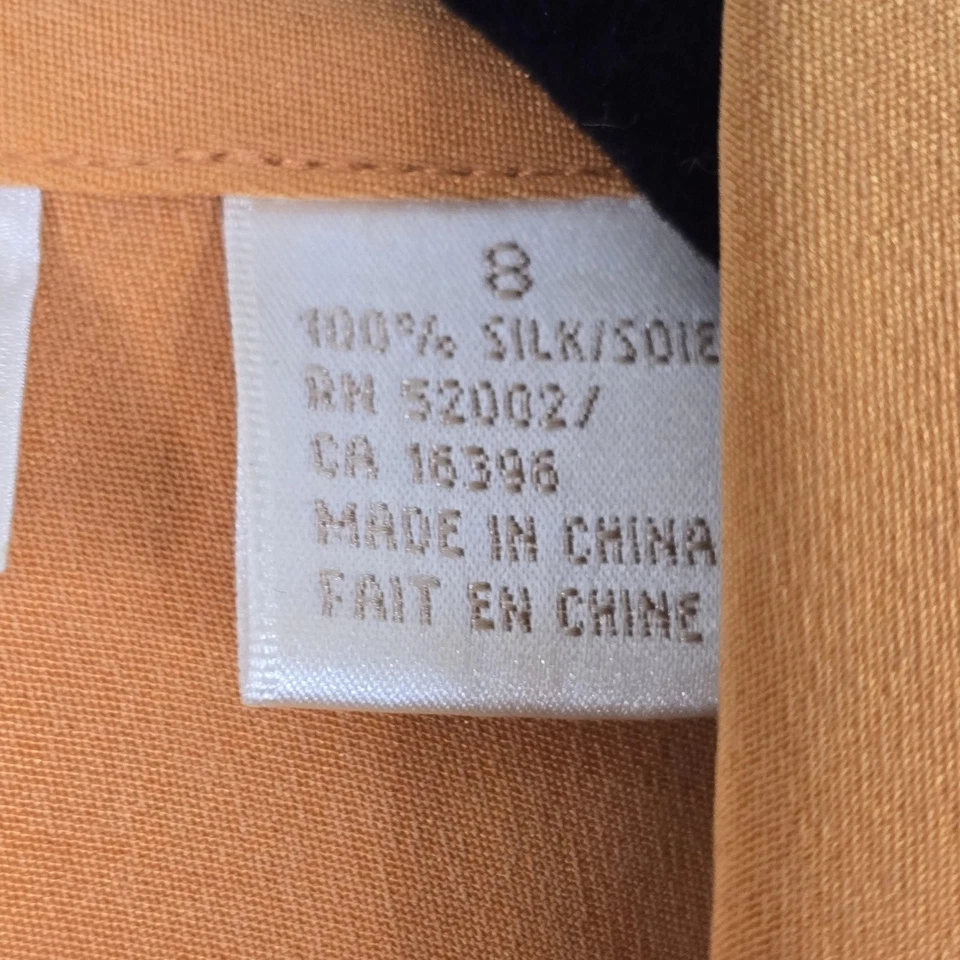 8
100% SILK/SOIE
RN 52002/
CA 16396
MADE IN CHINA
FAIT EN CHINE